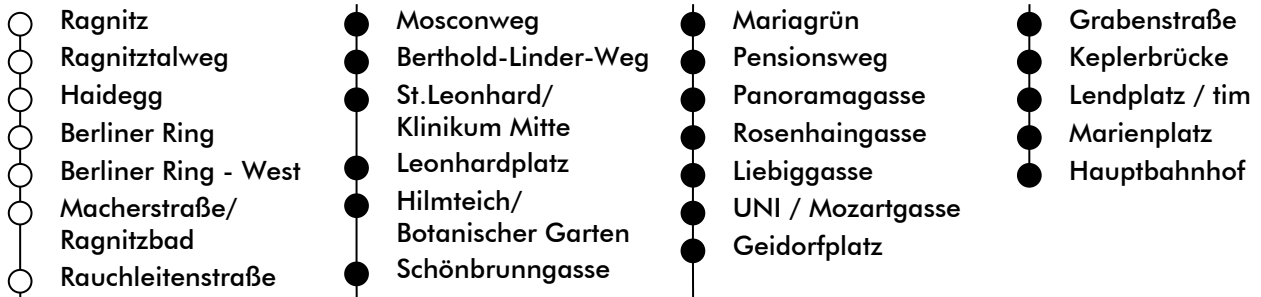 Ragnitz
Ragnitztalweg
Haidegg
Berliner Ring
Berliner Ring - West
Macherstraße/
Ragnitzbad
Rauchleitenstraße
Mosconweg
Berthold-Linder-Weg
St.Leonhard/
Klinikum Mitte
Leonhardplatz
Hilmteich/
Botanischer Garten
Schönbrunngasse
Mariagrün
Pensionsweg
Panoramagasse
Rosenhaingasse
Liebiggasse
UNI / Mozartgasse
Geidorfplatz
Grabenstraße
Keplerbrücke
Lendplatz / tim
Marienplatz
Hauptbahnhof